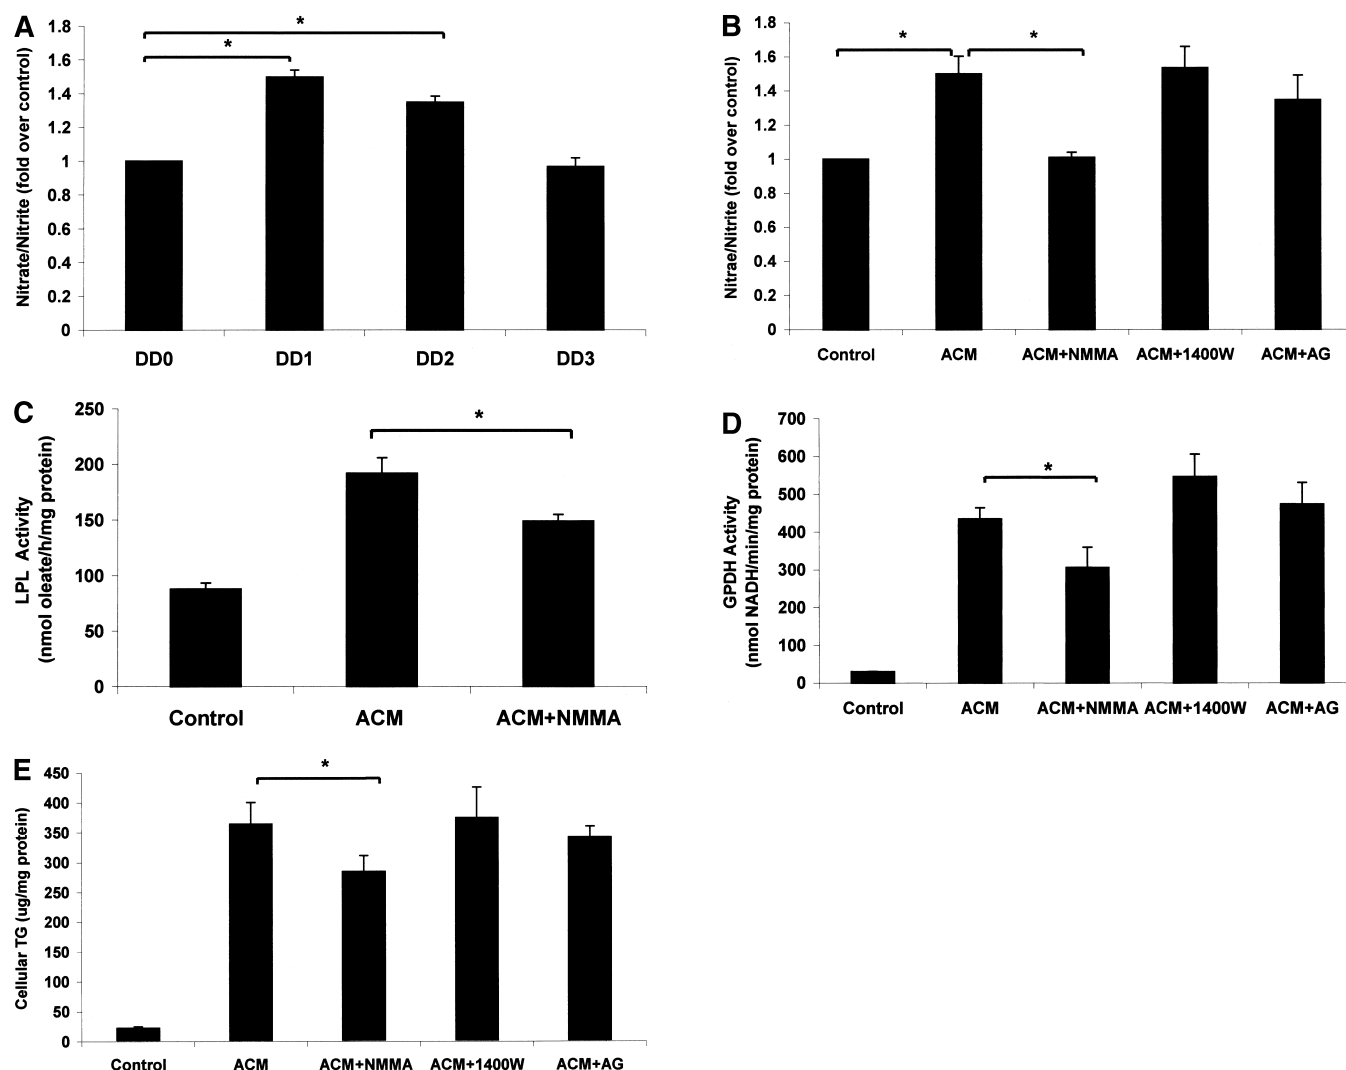 A
Nitrate/Nitrite (fold over control)
1.8
1.6
1.4
1.2
1
0.8
0.6
0.4
0.2
0
*
*
DD0 DD1 DD2 DD3
B
Nitrae/Nitrite (fold over control)
1.8
1.6
1.4
1.2
1
0.8
0.6
0.4
0.2
0
* *
Control ACM ACM+NMMA ACM+1400W ACM+AG
C
LPL Activity
(nmol oleate/h/mg protein)
250
200
150
100
50
0
*
Control ACM ACM+NMMA
D
GPDH Activity
(nmol NADH/min/mg protein)
700
600
500
400
300
200
100
0
*
Control ACM ACM+NMMA ACM+1400W ACM+AG
E
Cellular TG (ug/mg protein)
450
400
350
300
250
200
150
100
50
0
*
Control ACM ACM+NMMA ACM+1400W ACM+AG